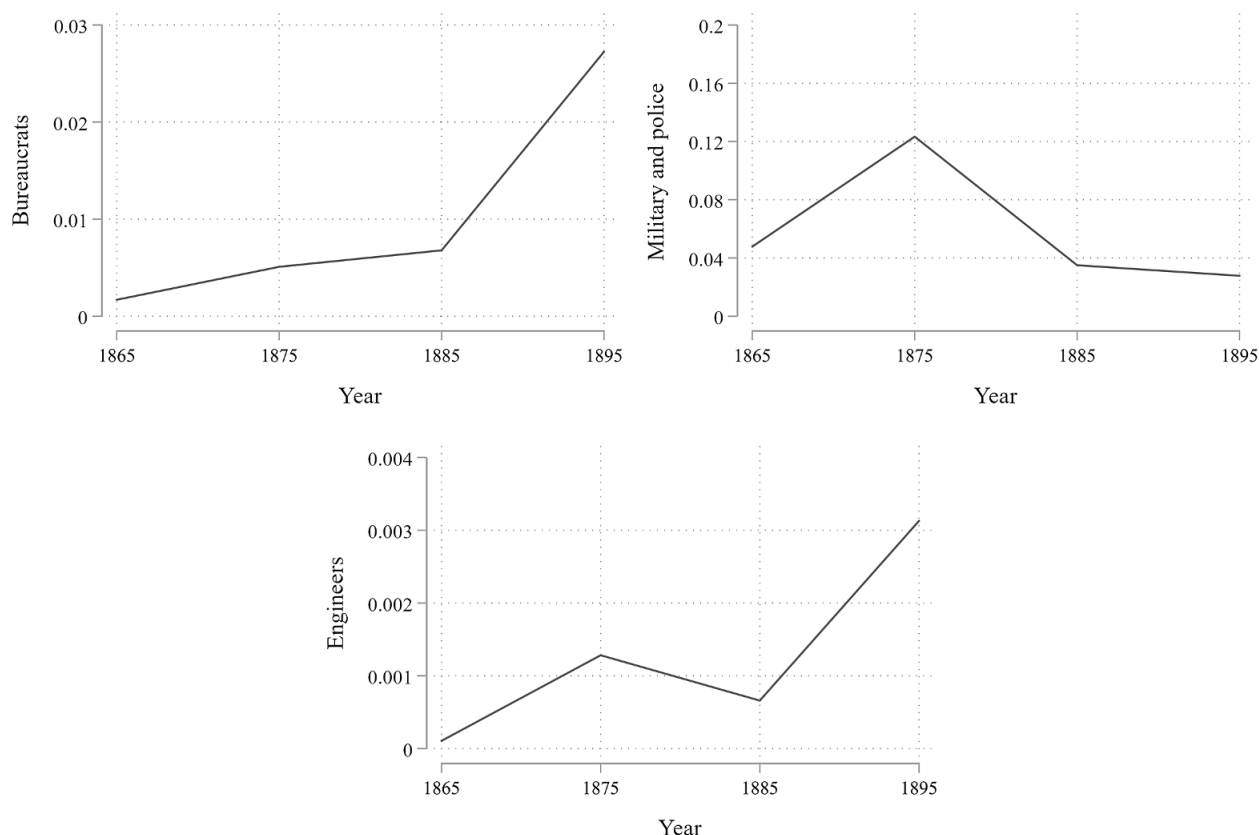 Bureaucrats
0.03
0.02
0.01
0
1865 1875 1885 1895
Year
Military and police
0.2
0.16
0.12
0.08
0.04
0
1865 1875 1885 1895
Year
Engineers
0.004
0.003
0.002
0.001
0
1865 1875 1885 1895
Year